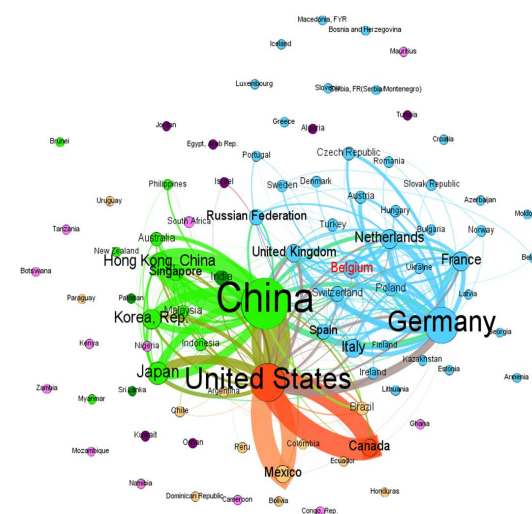 Macedonia, FYR
Bosnia and Herzegovina
Iceland
Mauritius
Luxembourg
Slovenia
Serbia, FR(Serbia/Montenegro)
Greece
Tunisia
Jordan
Algeria
Croatia
Brunei
Egypt, Arab Rep.
Portugal
Czech Republic
Romania
Philippines
Israel
Sweden
Denmark
Slovak Republic
Austria
Uruguay
Azerbaijan
Hungary
Russian Federation
South Africa
Turkey
Tanzania
Bulgaria
Norway
Australia
Netherlands
New Zealand
United Kingdom
Hong Kong, China
France
Singapore
Belgium
Ukraine
Botswana
India
China
Switzerland
Poland
Latvia
Paraguay
Pakistan
Malaysia
Korea, Rep.
Germany
Spain
Georgia
Kenya
Nigeria
Indonesia
Italy
Finland
Kazakhstan
Japan
United States
Ireland
Estonia
Armenia
Zambia
Sri Lanka
Argentina
Lithuania
Myanmar
Chile
Brazil
Ghana
Kuwait
Oman
Peru
Colombia
Canada
Mozambique
Ecuador
Mexico
Namibia
Honduras
Dominican Republic
Cameroon
Bolivia
Congo, Rep.